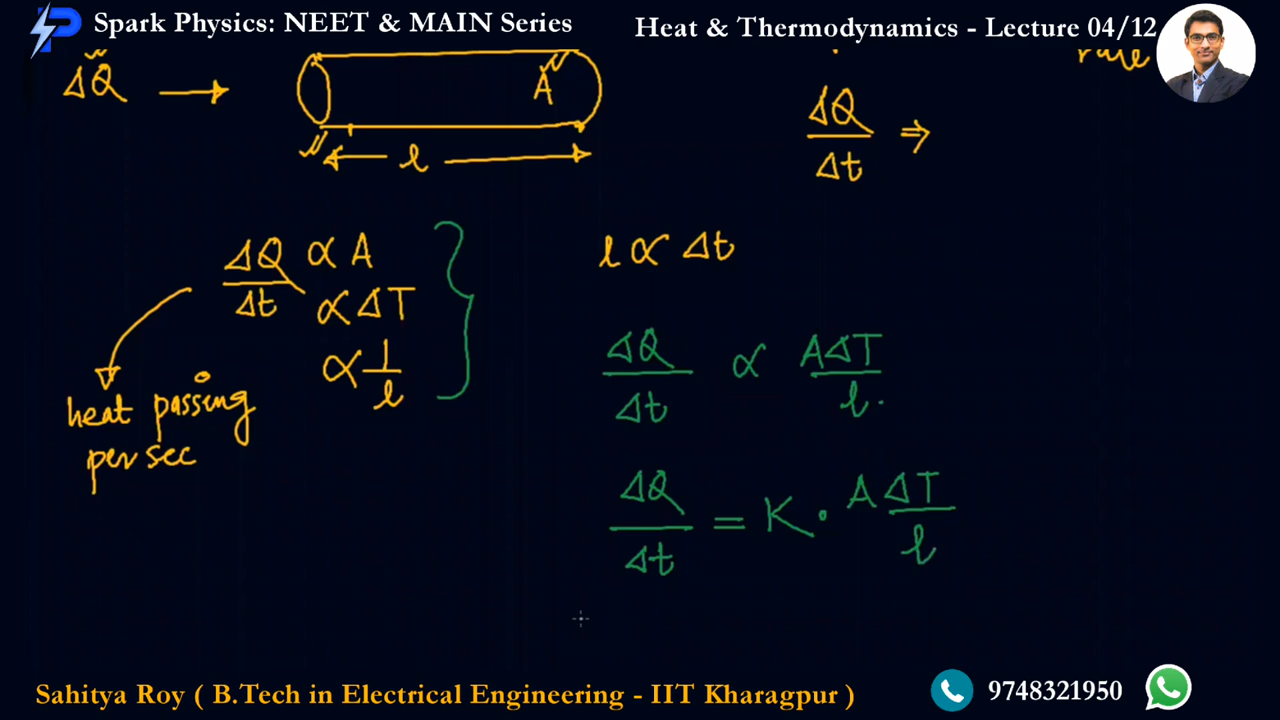 Spark Physics: NEET & MAIN Series
Heat & Thermodynamics - Lecture 04/12
rate
ΔQ →
A
l
ΔQ/Δt ⇒
ΔQ/Δt ∝ A
∝ ΔT
∝ 1/l
heat passing
per sec
l ∝ Δt
ΔQ/Δt ∝ AΔT/l.
ΔQ/Δt = K · AΔT/l
Sahitya Roy ( B.Tech in Electrical Engineering - IIT Kharagpur )
9748321950